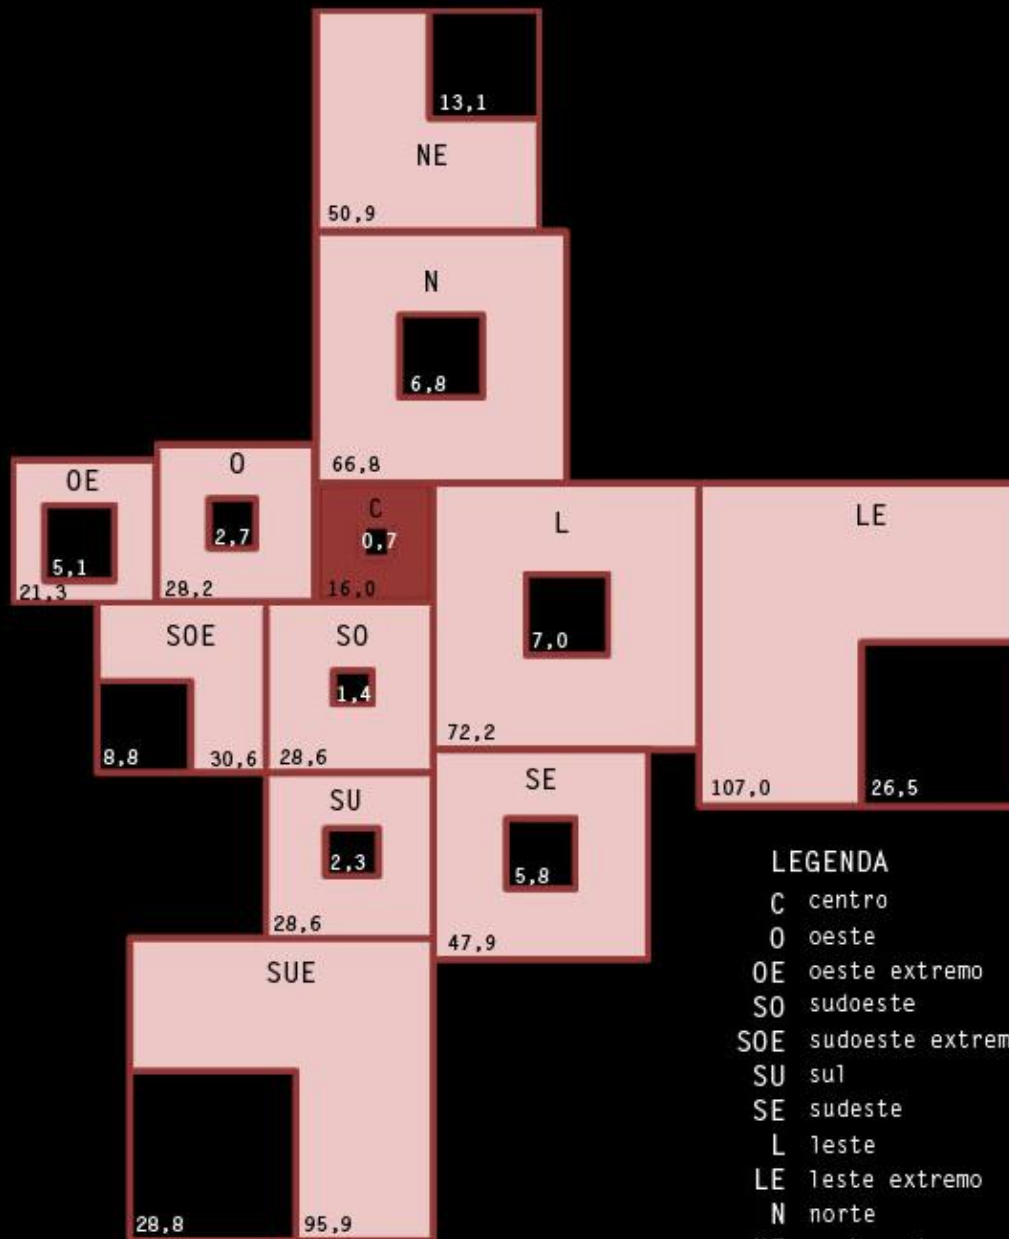 13,1
NE
50,9
N
6,8
66,8
OE
5,1
21,3
O
2,7
28,2
C
0,7
16,0
L
7,0
72,2
LE
107,0
26,5
SOE
8,8
30,6
SO
1,4
28,6
SU
2,3
28,6
SE
5,8
47,9
SUE
28,8
95,9
LEGENDA
C centro
O oeste
OE oeste extremo
SO sudoeste
SOE sudoeste extrem
SU sul
SE sudeste
L leste
LE leste extremo
N norte